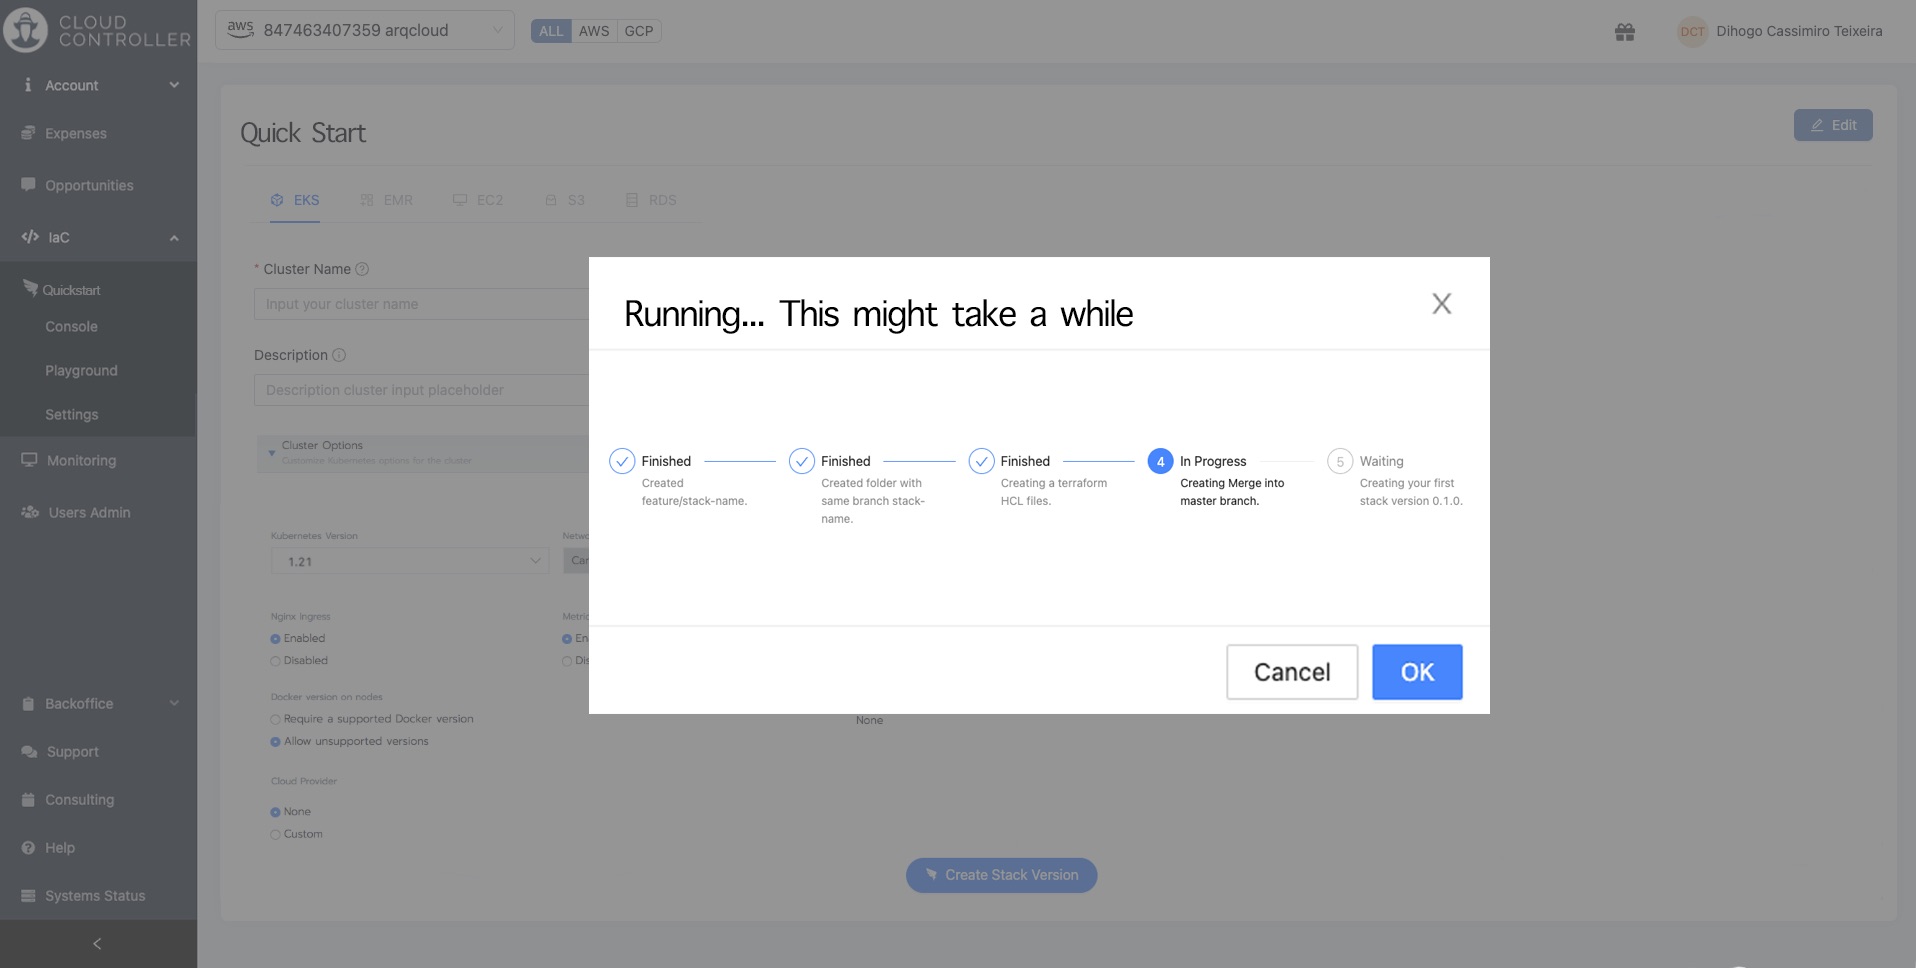 CLOUD
CONTROLLER
aws 847463407359 arqcloud
ALL AWS GCP
DCT Dihogo Cassimiro Teixeira
Account
Expenses
Opportunities
IaC
Quickstart
Console
Playground
Settings
Monitoring
Users Admin
Backoffice
Support
Consulting
Help
Systems Status
Quick Start
Edit
EKS EMR EC2 S3 RDS
* Cluster Name
Input your cluster name
Description
Description cluster input placeholder
Cluster Options
Customise Kubernetes options for the cluster
Kubernetes Version
1.21
Netwo
Can
Nginx Ingress
Enabled
Disabled
Metric
En
Dis
Docker version on nodes
Require a supported Docker version
Allow unsupported versions
None
Cloud Provider
None
Custom
Create Stack Version
Running... This might take a while
X
Finished
Created
feature/stack-name.
Finished
Created folder with
same branch stack-
name.
Finished
Creating a terraform
HCL files.
4 In Progress
Creating Merge into
master branch.
5 Waiting
Creating your first
stack version 0.1.0.
Cancel
OK